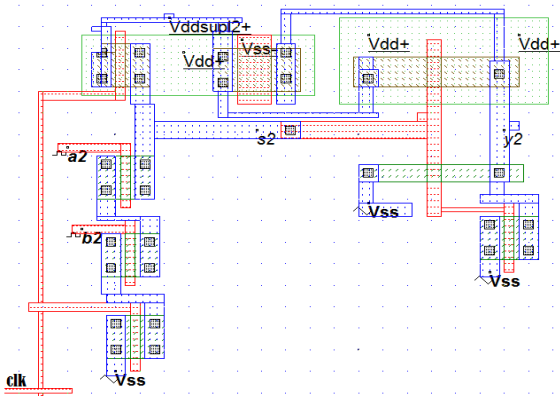 Vddsupl2+
Vdd+
Vss-
Vdd+
Vdd+
a2
s2
y2
b2
Vss
Vss
Vss
clk